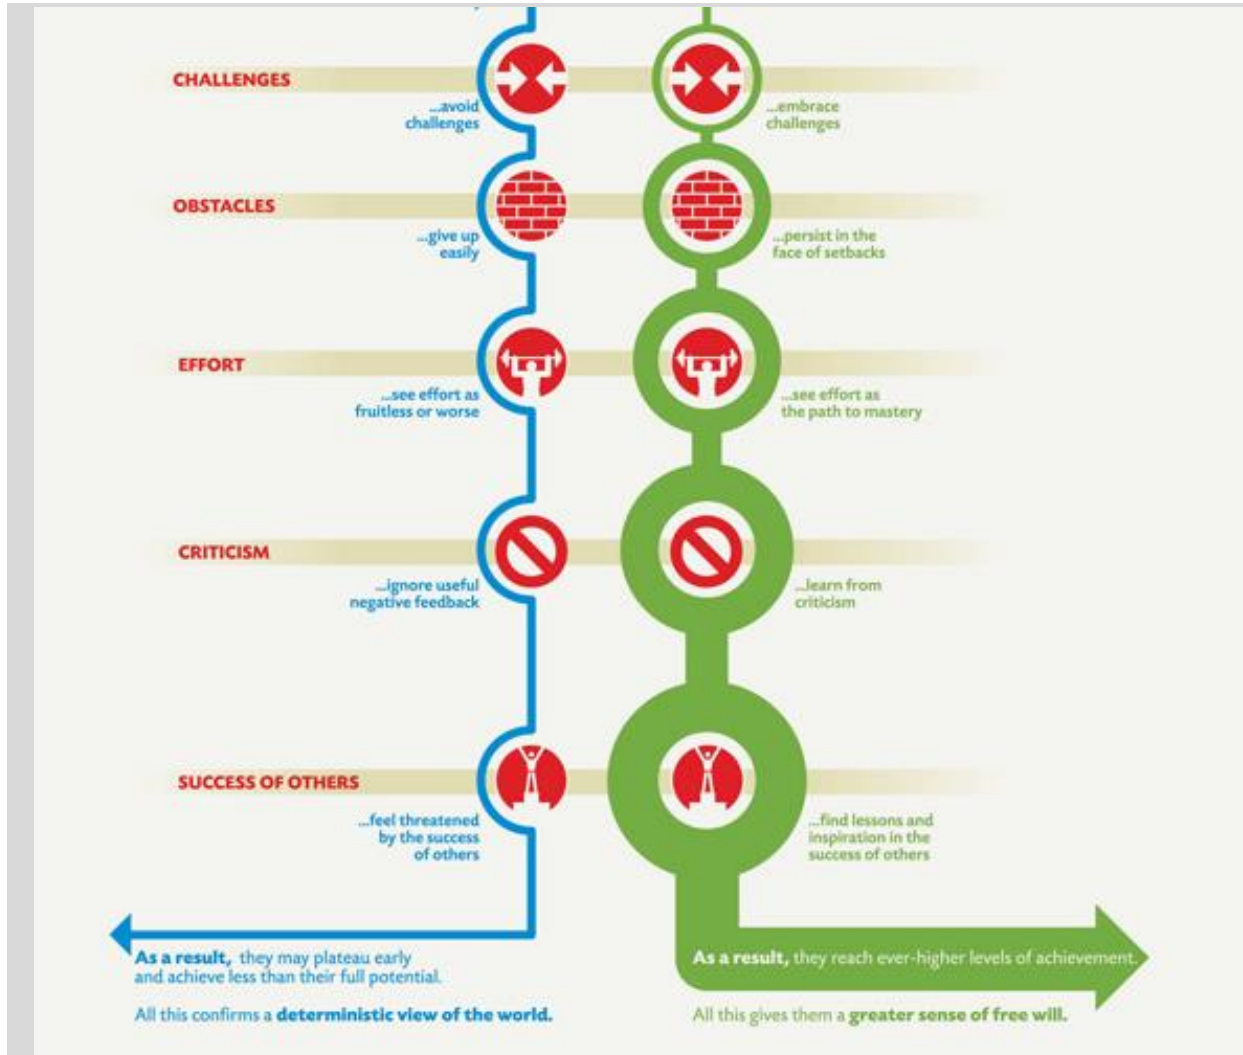 CHALLENGES
...avoid
challenges
...embrace
challenges
OBSTACLES
...give up
easily
...persist in the
face of setbacks
EFFORT
...see effort as
fruitless or worse
...see effort as
the path to mastery
CRITICISM
...ignore useful
negative feedback
...learn from
criticism
SUCCESS OF OTHERS
...feel threatened
by the success
of others
...find lessons and
inspiration in the
success of others
As a result, they may plateau early
and achieve less than their full potential.
All this confirms a deterministic view of the world.
As a result, they reach ever-higher levels of achievement.
All this gives them a greater sense of free will.